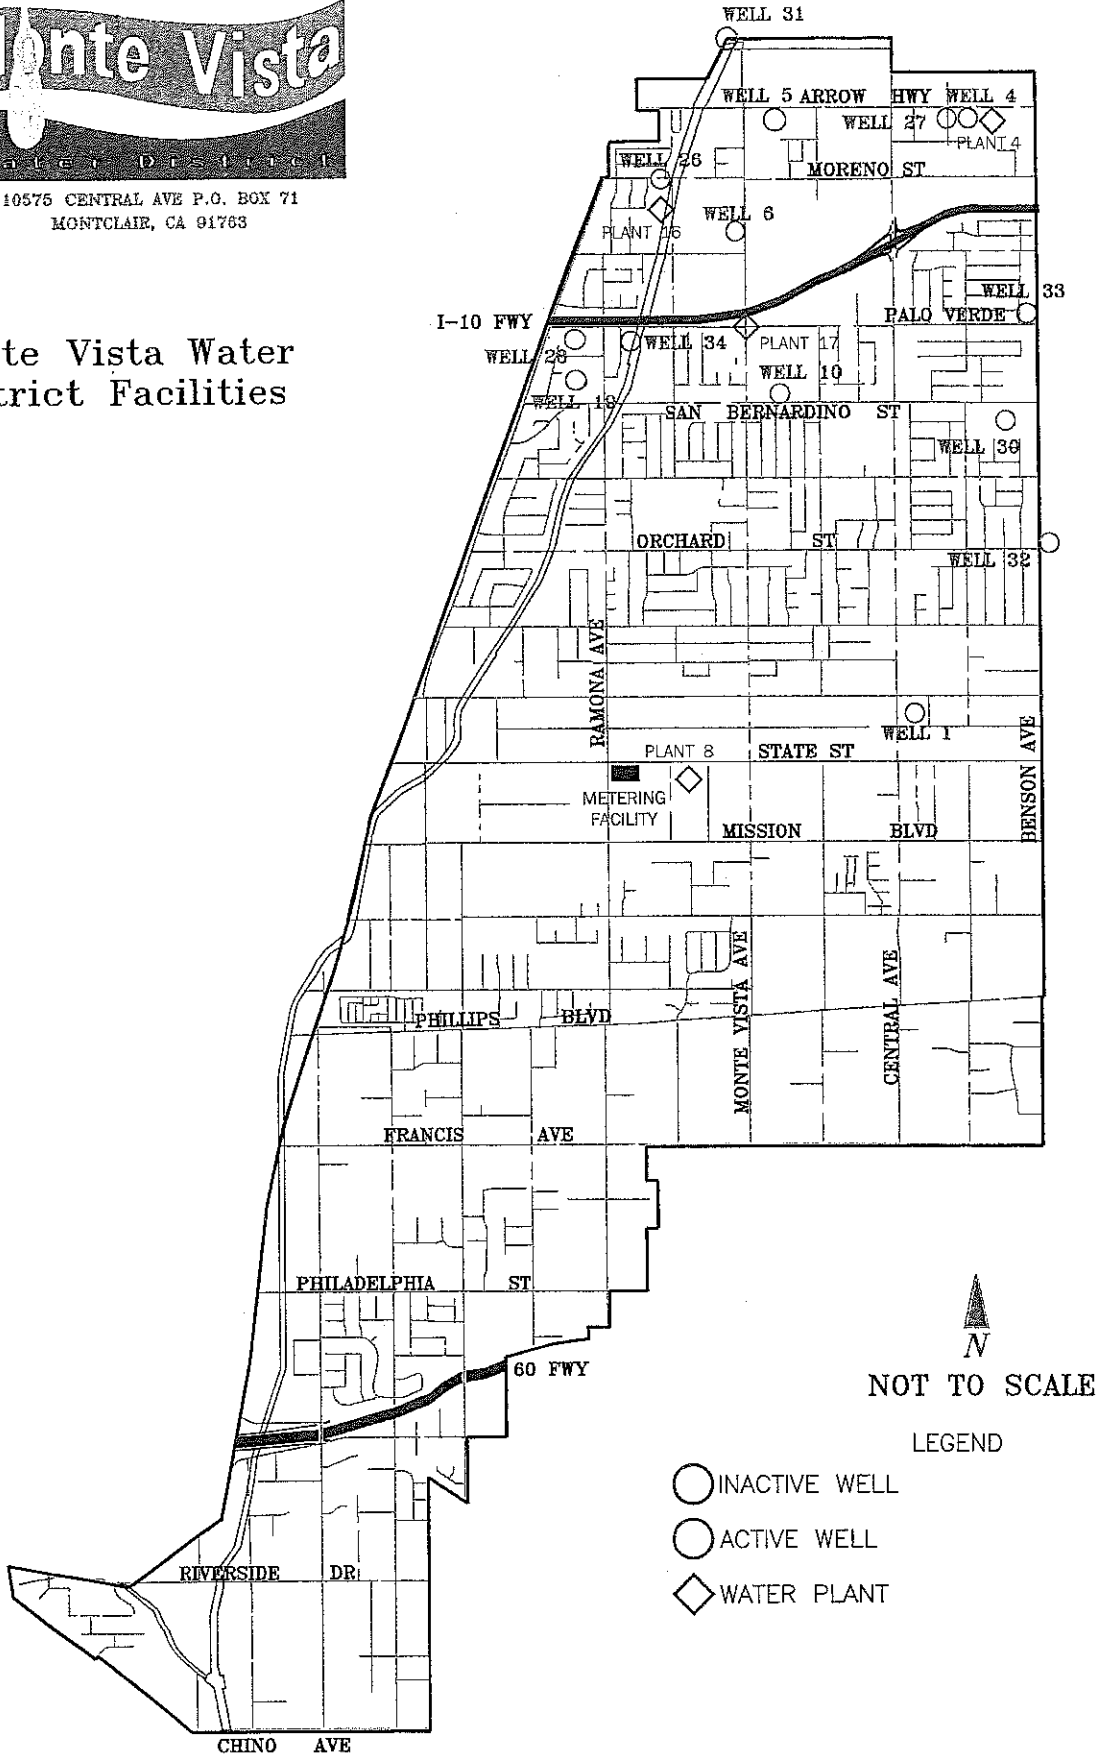 onte Vista
ater District
10575 CENTRAL AVE P.O. BOX 71
MONTCLAIR, CA 91763
te Vista Water
trict Facilities
WELL 31
WELL 5
ARROW HWY
WELL 4
WELL 27
PLANT 4
WELL 26
MORENO ST
WELL 6
PLANT 16
WELL 33
I-10 FWY
PALO VERDE
WELL 28
WELL 34
PLANT 17
WELL 10
WELL 19
SAN BERNARDINO ST
WELL 30
ORCHARD ST
WELL 32
RAMONA AVE
WELL 1
BENSON AVE
PLANT 8
STATE ST
METERING
FACILITY
MISSION BLVD
MONTE VISTA AVE
CENTRAL AVE
PHILLIPS BLVD
FRANCIS AVE
PHILADELPHIA ST
60 FWY
N
NOT TO SCALE
LEGEND
INACTIVE WELL
ACTIVE WELL
WATER PLANT
RIVERSIDE DR
CHINO AVE